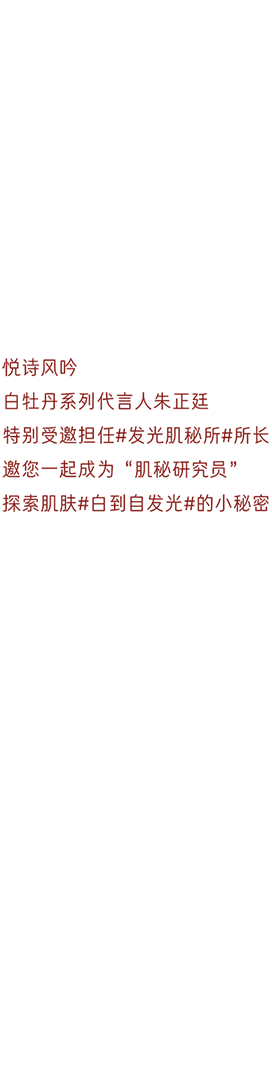 悦诗风吟
白牡丹系列代言人朱正廷
特别受邀担任#发光肌秘所#所长
邀您一起成为“肌秘研究员”
探索肌肤#白到自发光#的小秘密